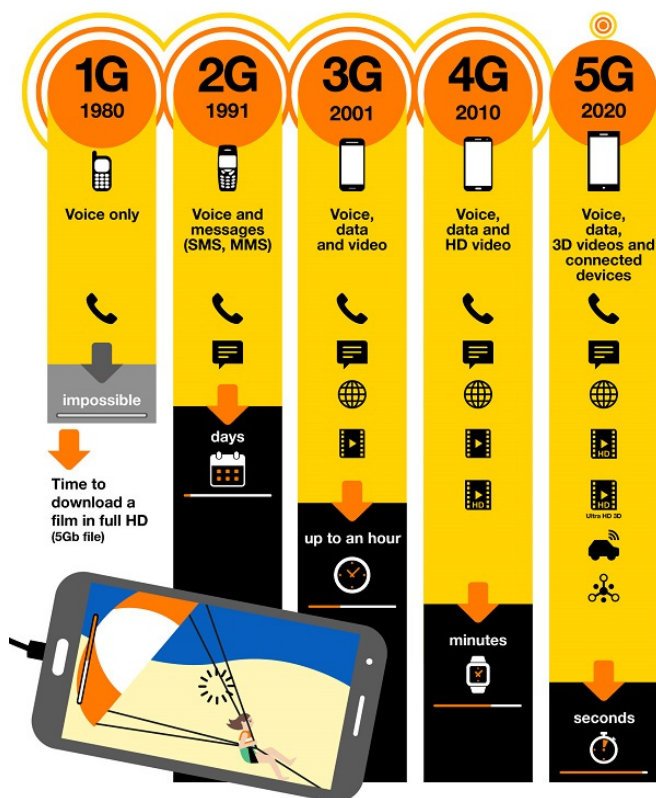 1G
1980
Voice only
impossible
Time to
download a
film in full HD
(5Gb file)
2G
1991
Voice and
messages
(SMS, MMS)
days
3G
2001
Voice,
data
and video
up to an hour
4G
2010
Voice,
data and
HD video
HD
minutes
5G
2020
Voice,
data,
3D videos and
connected
devices
HD
HD
Ultra HD 3D
seconds